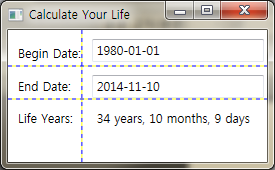 Calculate Your Life
Begin Date: 1980-01-01
End Date: 2014-11-10
Life Years: 34 years, 10 months, 9 days